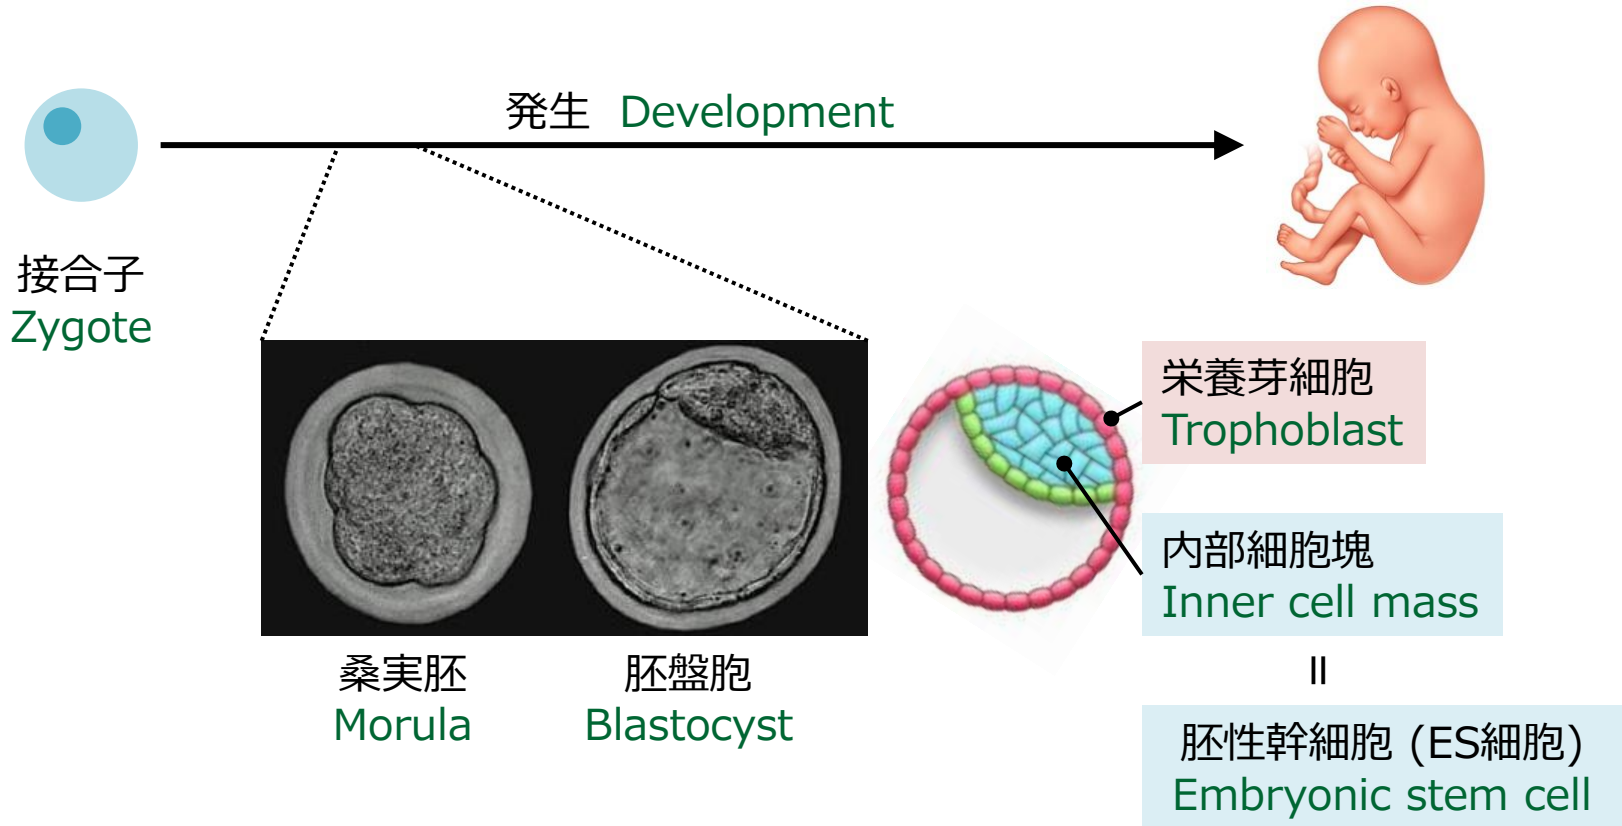 発生 Development
接合子
Zygote
桑実胚
Morula
胚盤胞
Blastocyst
栄養芽細胞
Trophoblast
内部細胞塊
Inner cell mass
=
胚性幹細胞 (ES細胞)
Embryonic stem cell